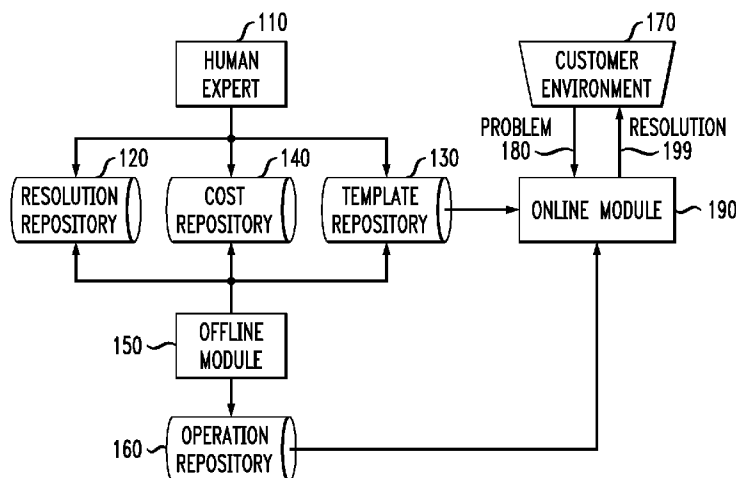 110
HUMAN
EXPERT
170
CUSTOMER
ENVIRONMENT
PROBLEM
180
RESOLUTION
199
120
RESOLUTION
REPOSITORY
140
COST
REPOSITORY
130
TEMPLATE
REPOSITORY
ONLINE MODULE
190
150
OFFLINE
MODULE
160
OPERATION
REPOSITORY